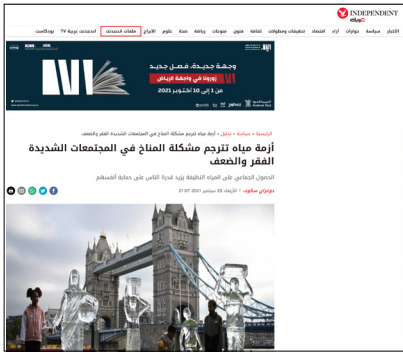 INDEPENDENT
عربية
الأخبار سياسة حوارات آراء اقتصاد تحقيقات ومطولات ثقافة فنون منوعات رياضة صحة علوم الأبراج ملفات اندبندنت اندبندنت عربية TV بودكاست
وجهة جديدة، فصل جديد
زورونا في واجهة الرياض
من 1 إلى 10 أكتوبر 2021
jahez
الرئيسية » سياسة » تحليل » أزمة مياه تترجم مشكلة المناخ في المجتمعات الشديدة الفقر والضعف
أزمة مياه تترجم مشكلة المناخ في المجتمعات الشديدة
الفقر والضعف
الحصول الجماعي على المياه النظيفة يزيد قدرة الناس على حماية أنفسهم
الأربعاء 29 سبتمبر 2021 21:07